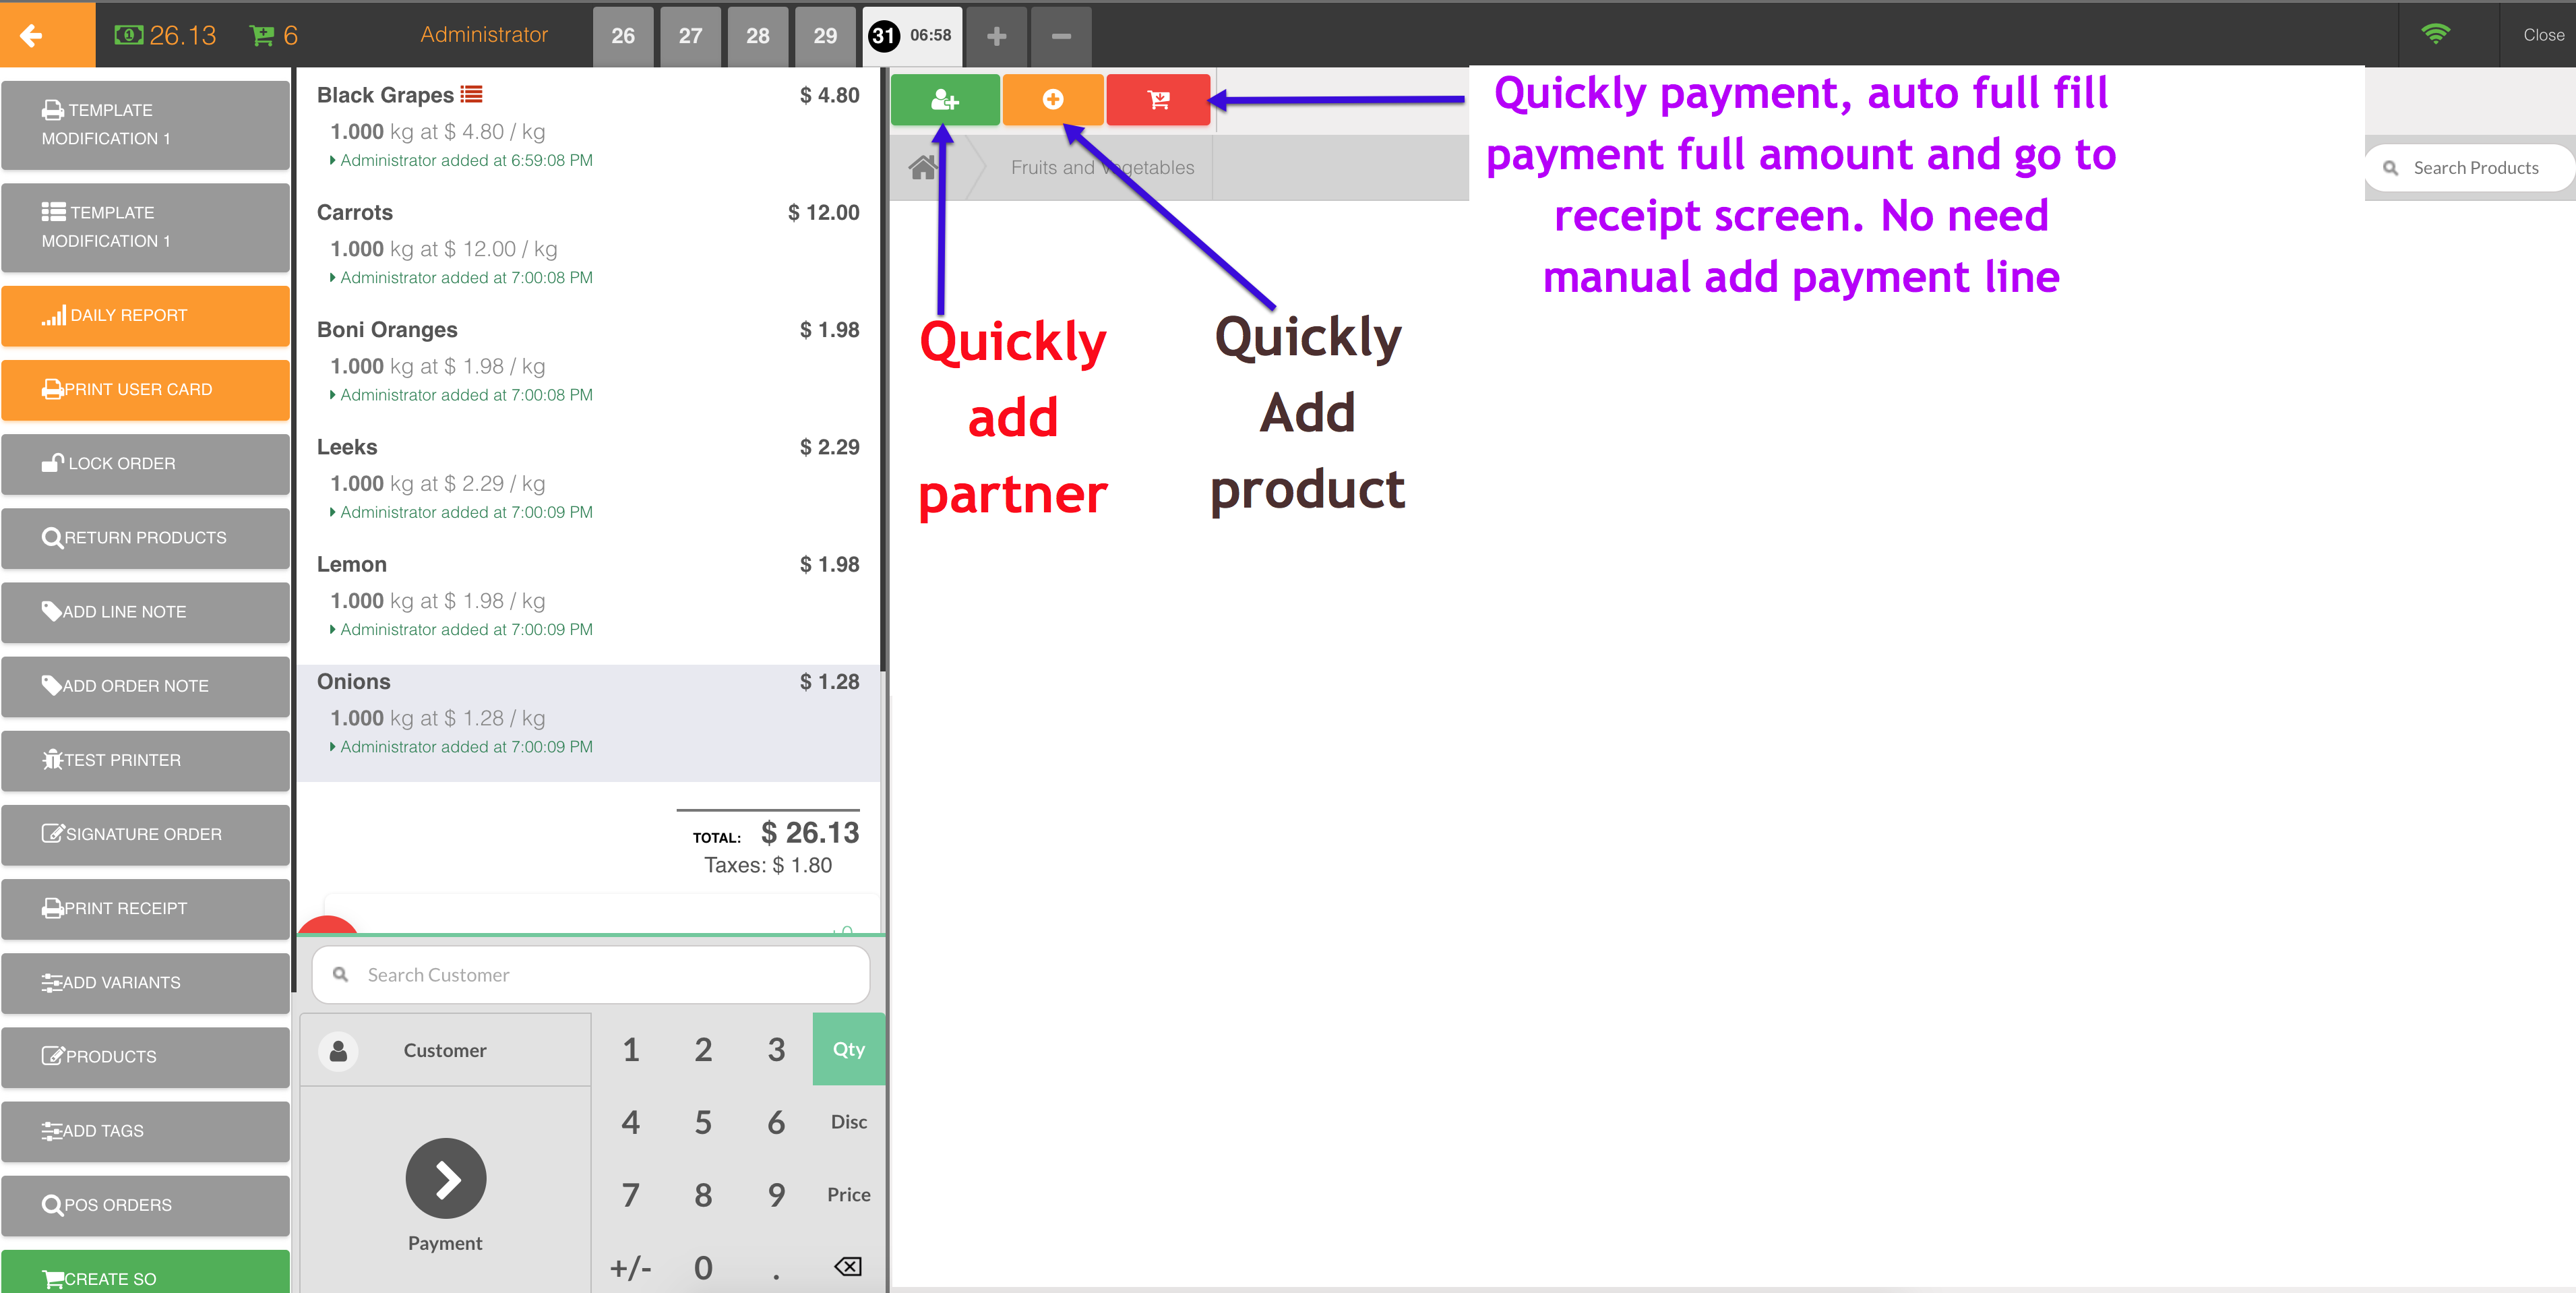 26.13
6
Administrator
26
27
28
29
31 06:58
Close
TEMPLATE
MODIFICATION 1
TEMPLATE
MODIFICATION 1
DAILY REPORT
PRINT USER CARD
LOCK ORDER
RETURN PRODUCTS
ADD LINE NOTE
ADD ORDER NOTE
TEST PRINTER
SIGNATURE ORDER
PRINT RECEIPT
ADD VARIANTS
PRODUCTS
ADD TAGS
POS ORDERS
CREATE SO
Black Grapes $ 4.80
1.000 kg at $ 4.80 / kg
Administrator added at 6:59:08 PM
Carrots $ 12.00
1.000 kg at $ 12.00 / kg
Administrator added at 7:00:08 PM
Boni Oranges $ 1.98
1.000 kg at $ 1.98 / kg
Administrator added at 7:00:08 PM
Leeks $ 2.29
1.000 kg at $ 2.29 / kg
Administrator added at 7:00:09 PM
Lemon $ 1.98
1.000 kg at $ 1.98 / kg
Administrator added at 7:00:09 PM
Onions $ 1.28
1.000 kg at $ 1.28 / kg
Administrator added at 7:00:09 PM
TOTAL: $ 26.13
Taxes: $ 1.80
Search Customer
Customer
Payment
1 2 3 Qty
4 5 6 Disc
7 8 9 Price
+/- 0 .
Fruits and Vegetables
Search Products
Quickly payment, auto full fill
payment full amount and go to
receipt screen. No need
manual add payment line
Quickly
add
partner
Quickly
Add
product